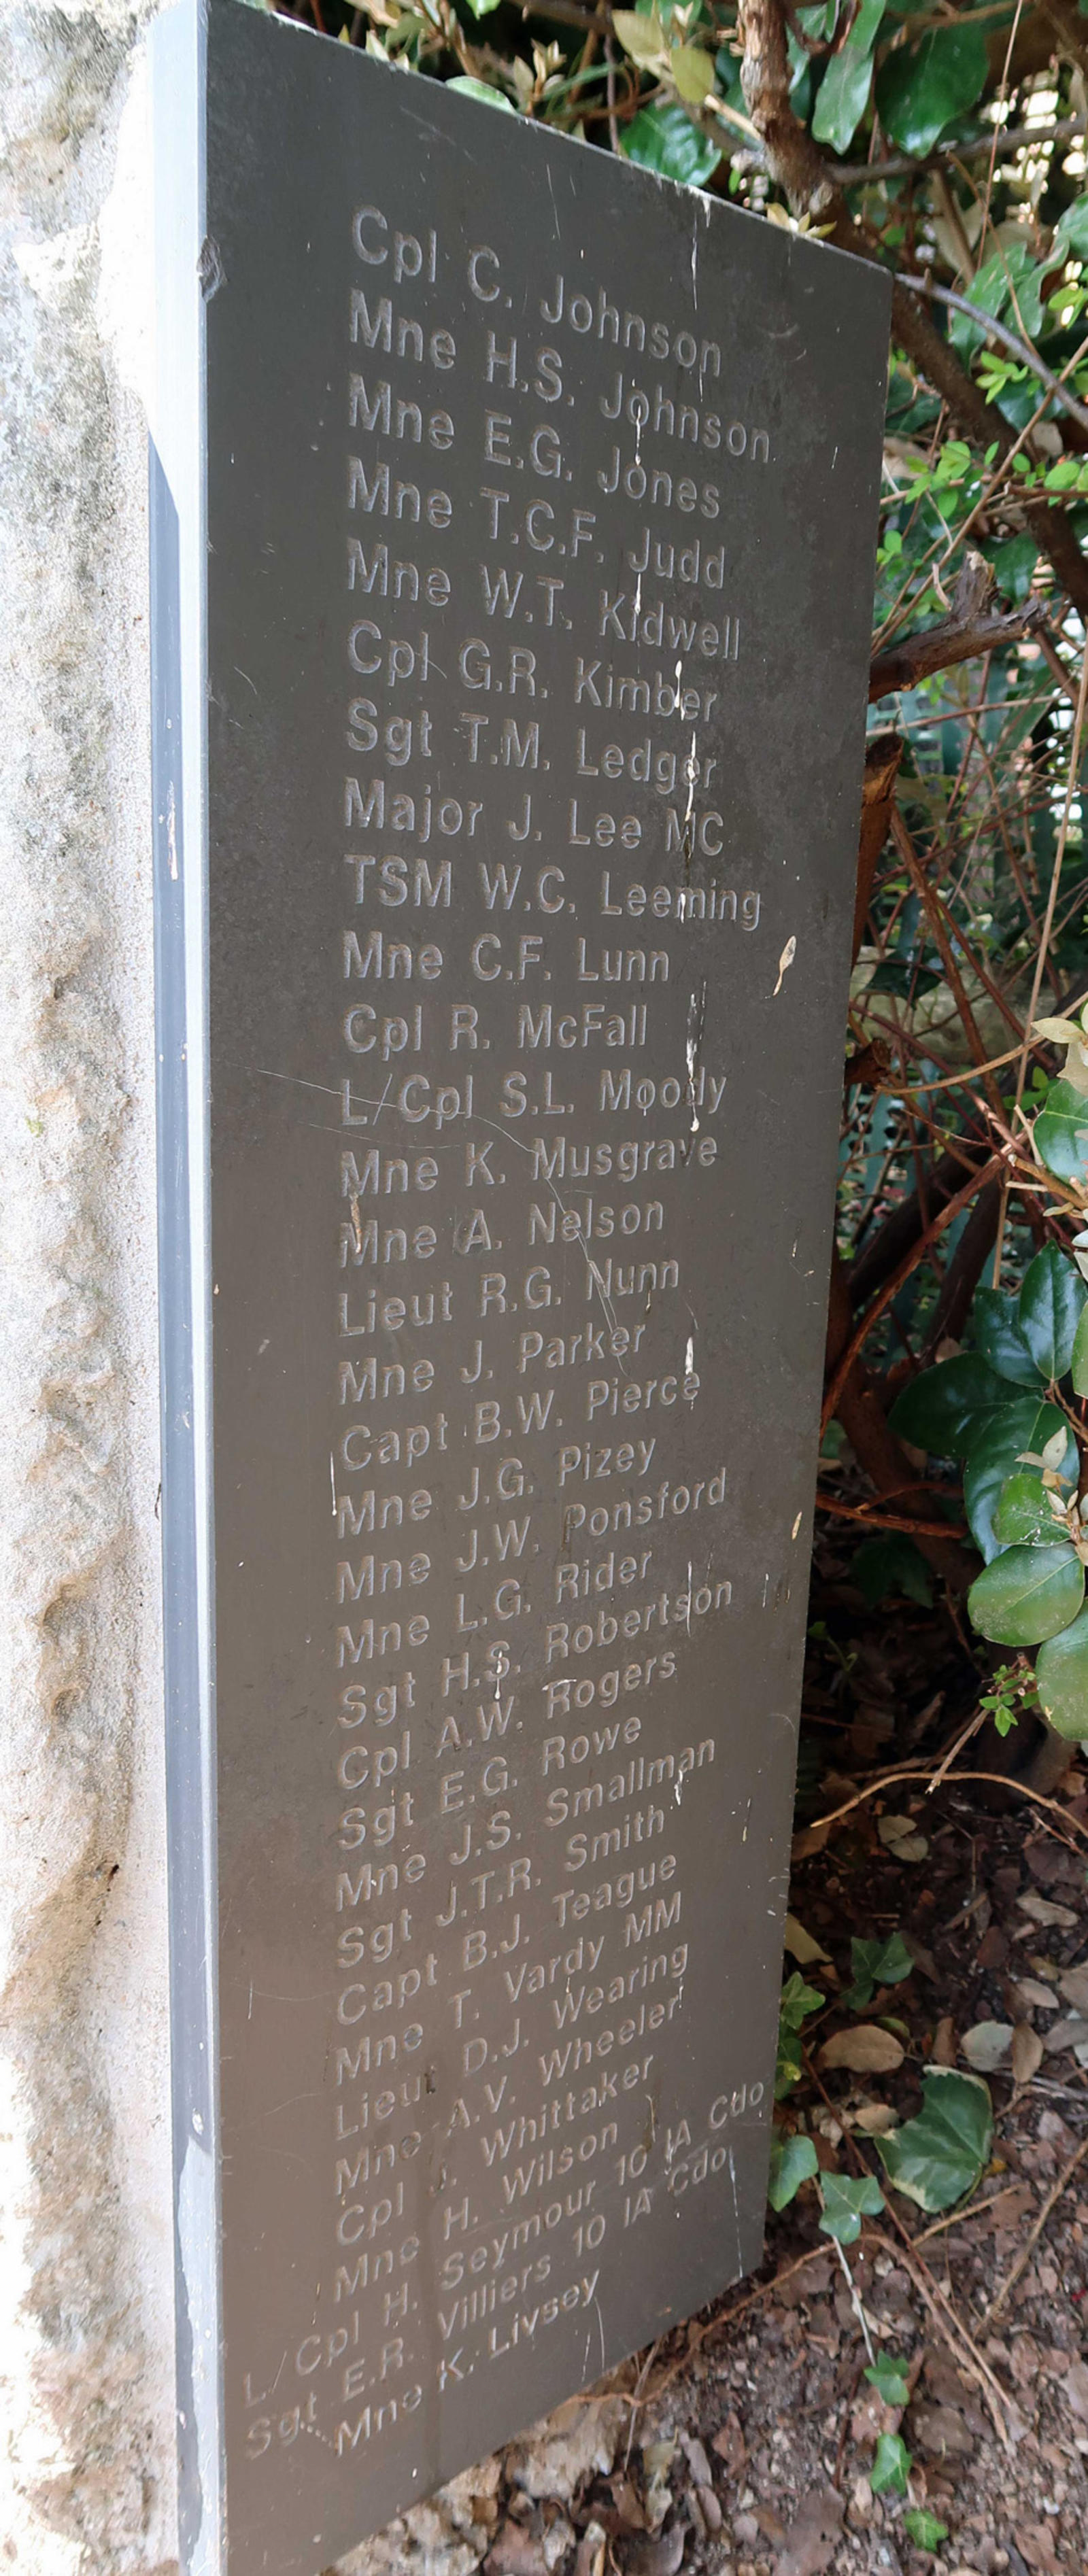 Cpl C. Johnson
Mne H.S. Johnson
Mne E.G. Jones
Mne T.C.F. Judd
Mne W.T. Kidwell
Cpl G.R. Kimber
Sgt T.M. Ledger
Major J. Lee MC
TSM W.C. Leeming
Mne C.F. Lunn
Cpl R. McFall
L/Cpl S.L. Moody
Mne K. Musgrave
Mne A. Nelson
Lieut R.G. Nunn
Mne J. Parker
Capt B.W. Pierce
Mne J.G. Pizey
Mne J.W. Ponsford
Mne L.G. Rider
Sgt H.S. Robertson
Cpl A.W. Rogers
Sgt E.G. Rowe
Mne J.S. Smallman
Sgt J.T.R. Smith
Capt B.J. Teague
Mne T. Vardy MM
Lieut D.J. Wearing
Mne A.V. Wheeler
Cpl J. Whittaker
Mne H. Wilson
L/Cpl H. Seymour 10 IA Cdo
Sgt E.R. Villiers 10 IA Cdo
Mne K. Livsey